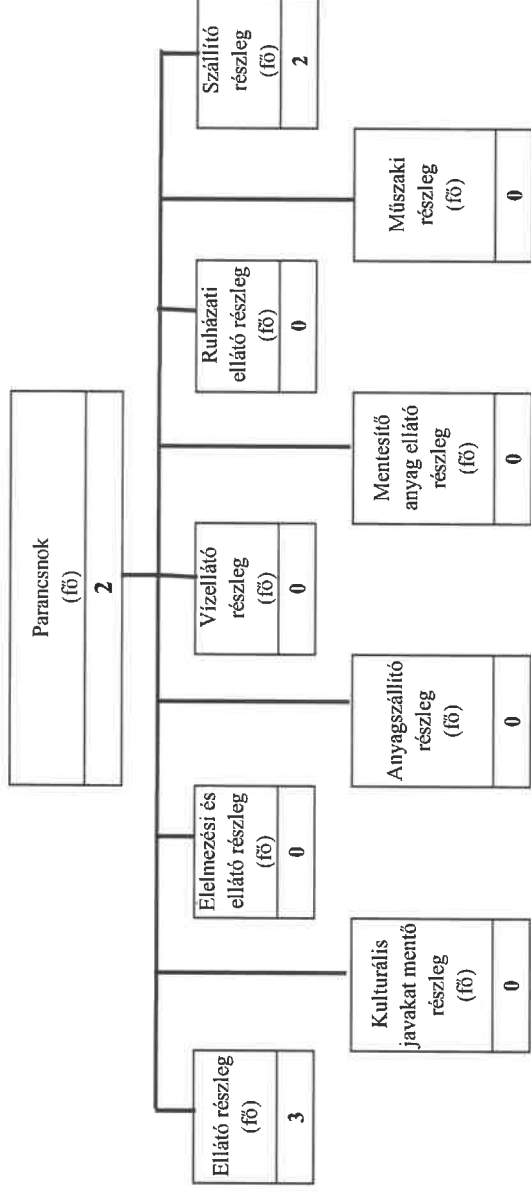 Parancsnok
(fő)
2
Ellátó részleg
(fő)
3
Élelmezési és
ellátó részleg
(fő)
0
Vízellátó
részleg
(fő)
0
Ruházati
ellátó részleg
(fő)
0
Szállító
részleg
(fő)
2
Kulturális
javakat mentő
részleg
(fő)
0
Anyagszállító
részleg
(fő)
0
Mentesítő
anyag ellátó
részleg
(fő)
0
Műszaki
részleg
(fő)
0